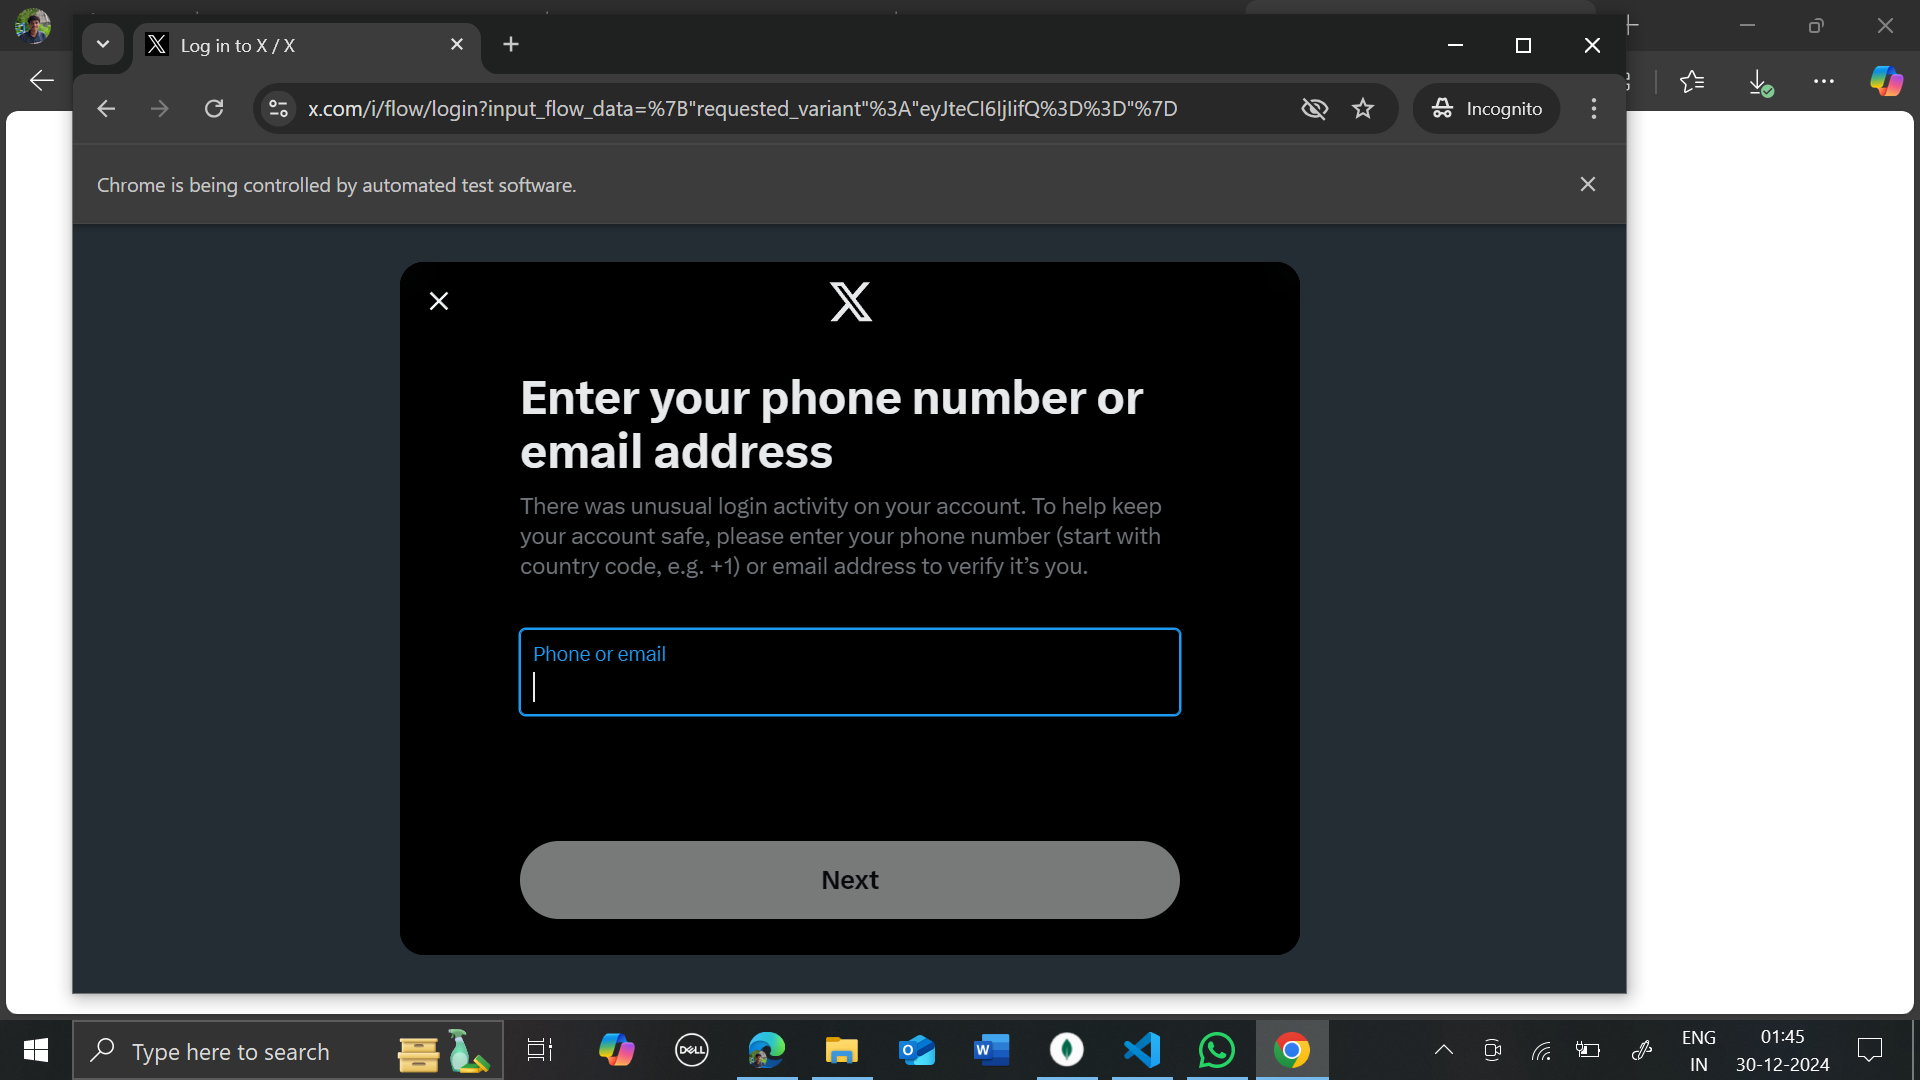 Log in to X / X
x.com/i/flow/login?input_flow_data=%7B"requested_variant"%3A"eyJteCI6IjIifQ%3D%3D"%7D
Incognito
Chrome is being controlled by automated test software.
Enter your phone number or
email address
There was unusual login activity on your account. To help keep
your account safe, please enter your phone number (start with
country code, e.g. +1) or email address to verify it’s you.
Phone or email
Next
Type here to search
DELL
ENG
IN
01:45
30-12-2024